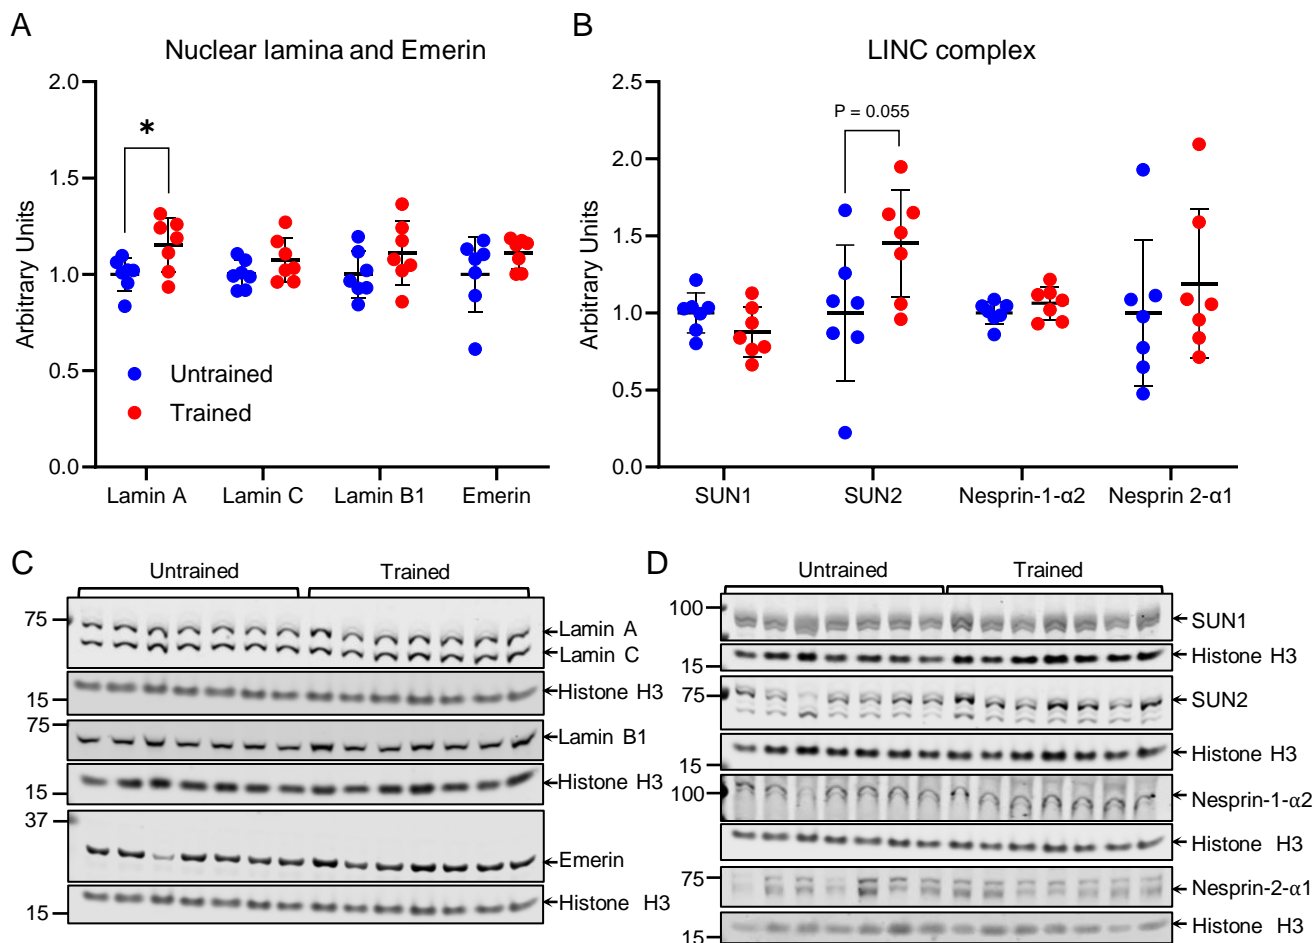 A
Nuclear lamina and Emerin
2.0
1.5
1.0
0.5
0.0
Arbitrary Units
*
Untrained
Trained
Lamin A
Lamin C
Lamin B1
Emerin
B
LINC complex
2.5
2.0
1.5
1.0
0.5
0.0
Arbitrary Units
P = 0.055
SUN1
SUN2
Nesprin-1-α2
Nesprin 2-α1
C
Untrained
Trained
75
Lamin A
Lamin C
15
Histone H3
75
Lamin B1
15
Histone H3
37
Emerin
15
Histone H3
D
Untrained
Trained
100
SUN1
15
Histone H3
75
SUN2
15
Histone H3
100
Nesprin-1-α2
Histone H3
75
Nesprin-2-α1
15
Histone H3